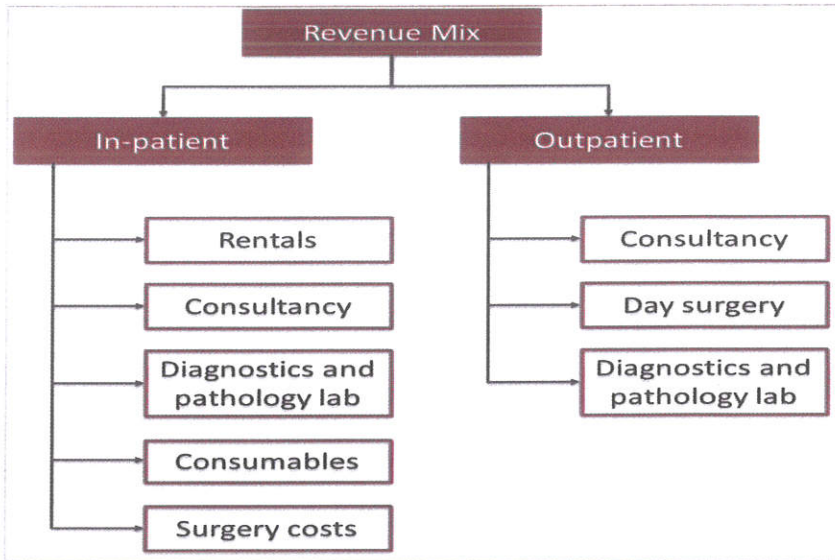 Revenue Mix
In-patient
Outpatient
Rentals
Consultancy
Diagnostics and
pathology lab
Consumables
Surgery costs
Consultancy
Day surgery
Diagnostics and
pathology lab